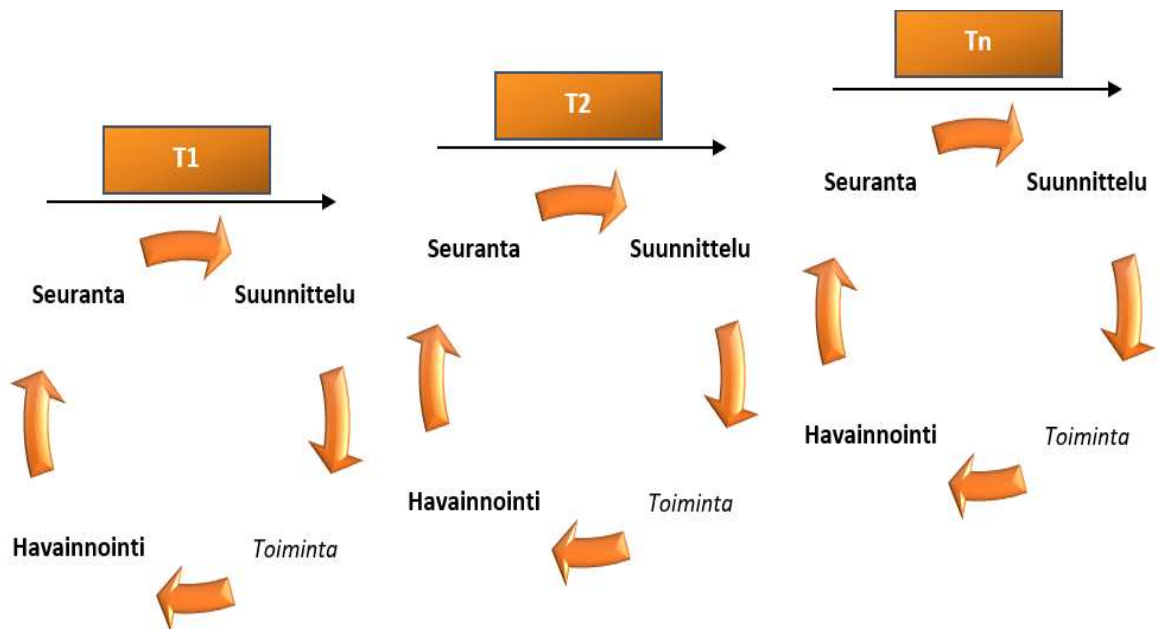 T1
Seuranta
Suunnittelu
Havainnointi
Toiminta
T2
Seuranta
Suunnittelu
Havainnointi
Toiminta
Tn
Seuranta
Suunnittelu
Havainnointi
Toiminta